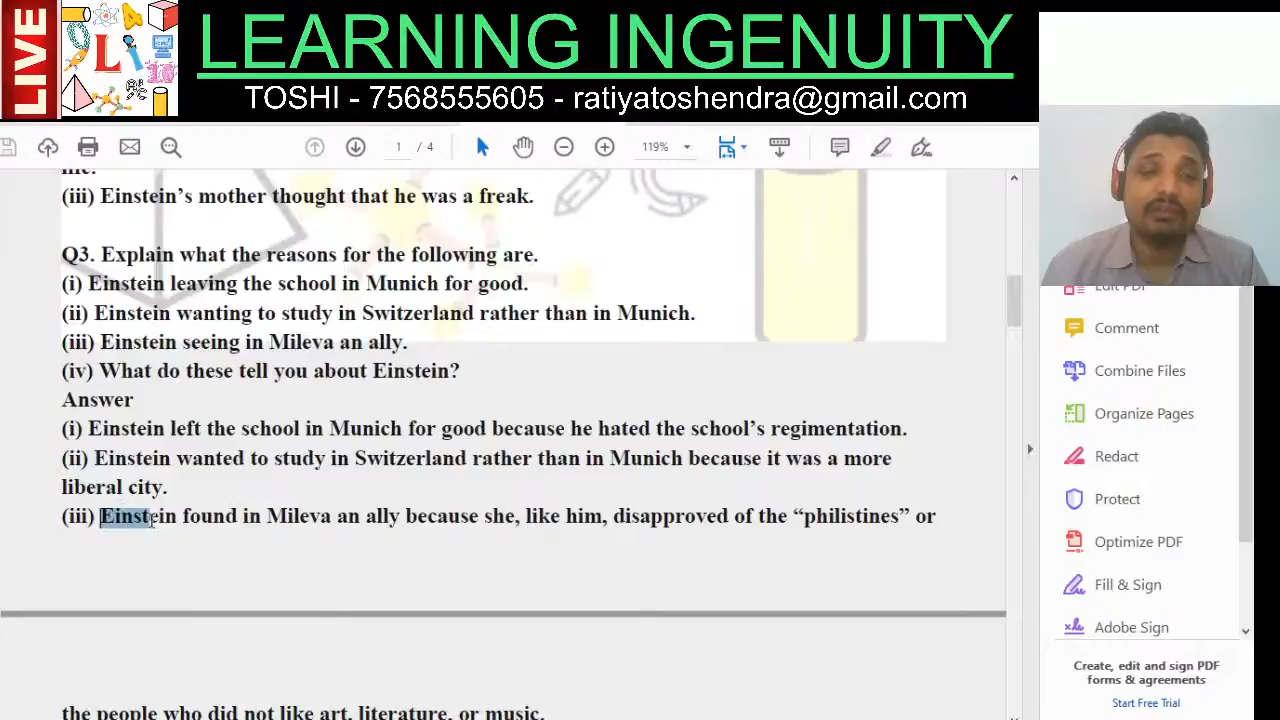 LIVE
LEARNING INGENUITY
TOSHI - 7568555605 - ratiyatoshendra@gmail.com
1 / 4
119%
(iii) Einstein’s mother thought that he was a freak.
Q3. Explain what the reasons for the following are.
(i) Einstein leaving the school in Munich for good.
(ii) Einstein wanting to study in Switzerland rather than in Munich.
(iii) Einstein seeing in Mileva an ally.
(iv) What do these tell you about Einstein?
Answer
(i) Einstein left the school in Munich for good because he hated the school’s regimentation.
(ii) Einstein wanted to study in Switzerland rather than in Munich because it was a more
liberal city.
(iii) Einstein found in Mileva an ally because she, like him, disapproved of the “philistines” or
the people who did not like art, literature, or music.
Edit PDF
Comment
Combine Files
Organize Pages
Redact
Protect
Optimize PDF
Fill & Sign
Adobe Sign
Create, edit and sign PDF
forms & agreements
Start Free Trial